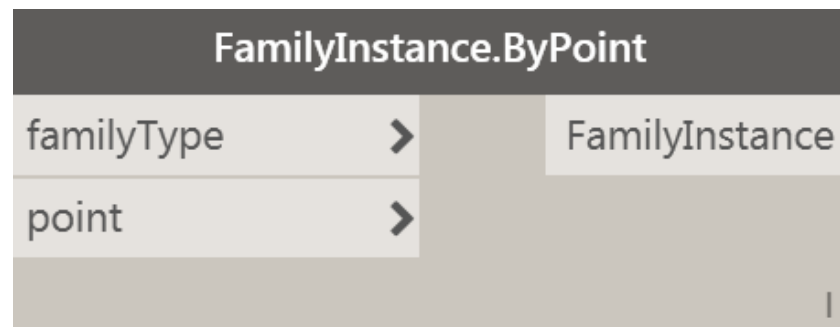 FamilyInstance.ByPoint
familyType > FamilyInstance
point >
l